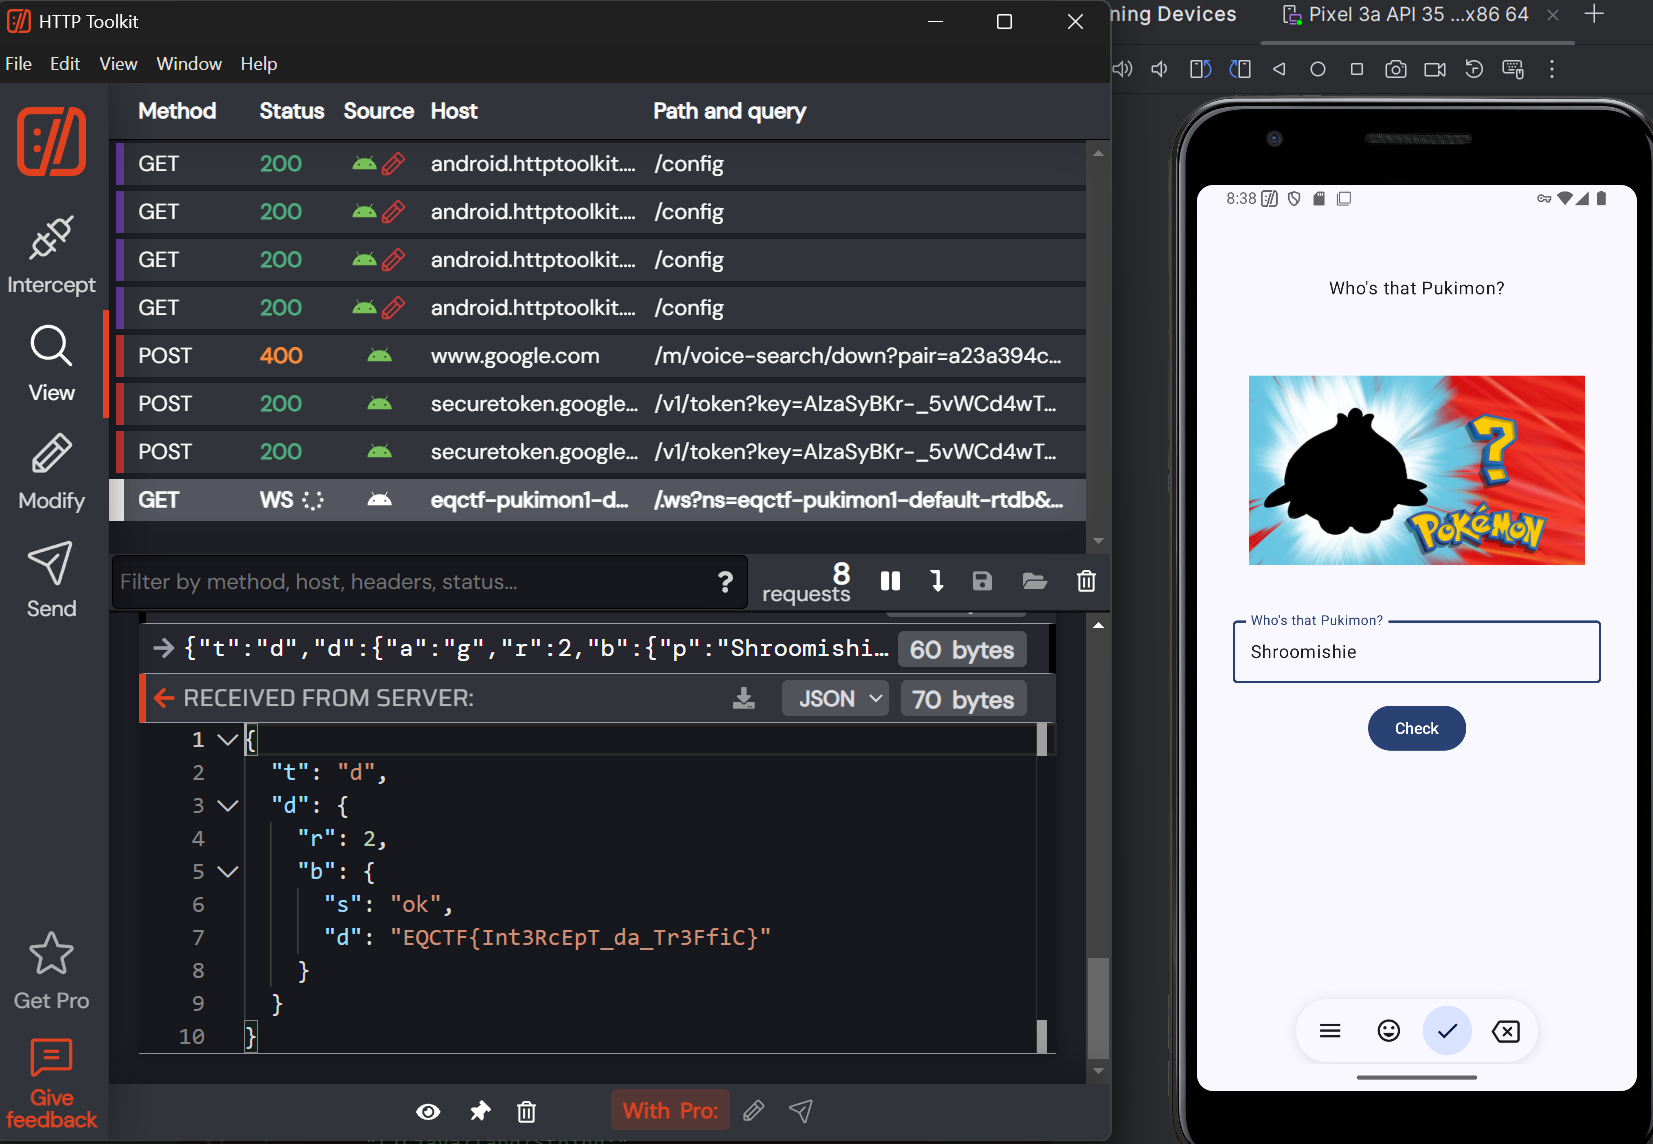 HTTP Toolkit
File Edit View Window Help
Method Status Source Host Path and query
GET 200 android.httptoolkit.... /config
GET 200 android.httptoolkit.... /config
GET 200 android.httptoolkit.... /config
GET 200 android.httptoolkit.... /config
POST 400 www.google.com /m/voice-search/down?pair=a23a394c...
POST 200 securetoken.google... /v1/token?key=AIzaSyBKr-_5vWCd4wT...
POST 200 securetoken.google... /v1/token?key=AIzaSyBKr-_5vWCd4wT...
GET WS eqctf-pukimon1-d... /.ws?ns=eqctf-pukimon1-default-rtdb&...
Intercept
View
Modify
Send
Get Pro
Give
feedback
Filter by method, host, headers, status... ?
8
requests
{"t":"d","d":{"a":"g","r":2,"b":{"p":"Shroomishi... 60 bytes
RECEIVED FROM SERVER: JSON 70 bytes
1 {
2 "t": "d",
3 "d": {
4 "r": 2,
5 "b": {
6 "s": "ok",
7 "d": "EQCTF{Int3RcEpT_da_Tr3FfiC}"
8 }
9 }
10 }
With Pro:
ning Devices Pixel 3a API 35 ...x86 64
8:38
Who's that Pukimon?
?
POKéMON
Who's that Pukimon?
Shroomishie
Check